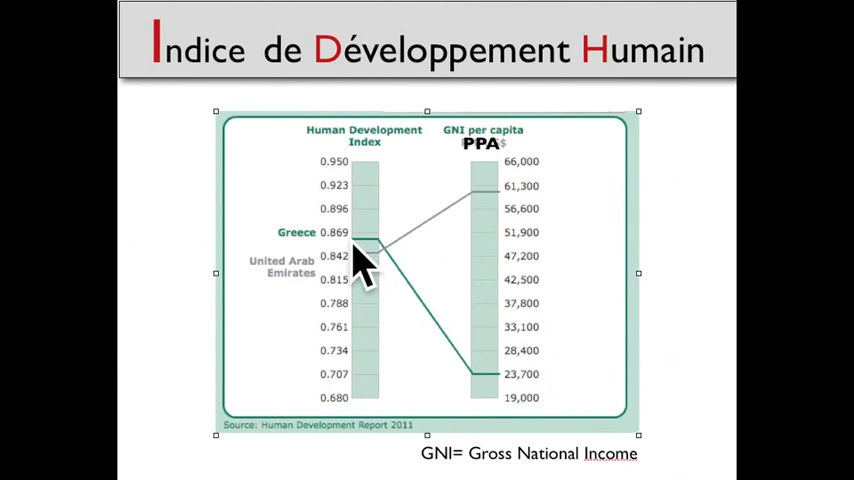 Indice de Développement Humain
Human Development
Index
GNI per capita
PPA $
0.950
0.923
0.896
0.869
0.842
0.815
0.788
0.761
0.734
0.707
0.680
Greece
United Arab
Emirates
66,000
61,300
56,600
51,900
47,200
42,500
37,800
33,100
28,400
23,700
19,000
Source: Human Development Report 2011
GNI= Gross National Income